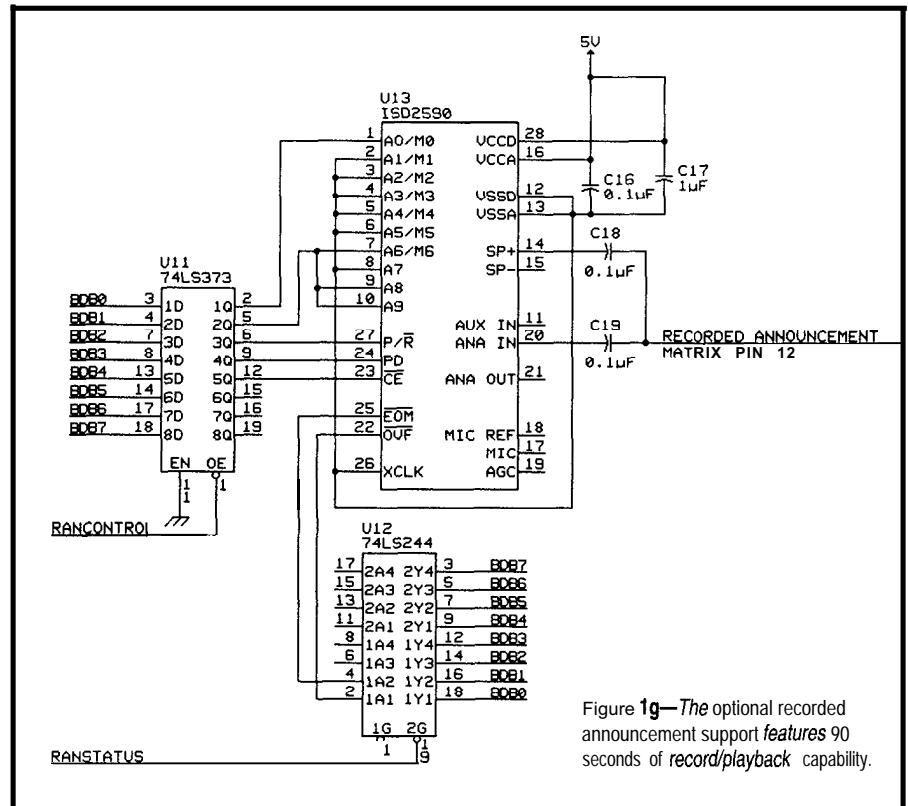 5V
U13
ISD2590
1 A0/M0 VCCD 28
2 A1/M1 VCCA 16
3 A2/M2
4 A3/M3 VSSD 12
5 A4/M4 VSSA 13
6 A5/M5
7 A6/M6 SP+ 14
8 A7 SP- 15
9 A8
10 A9
AUX IN 11
27 P/R ANA IN 20
24 PD
23 CE ANA OUT 21
25 EOM
22 OVF MIC REF 18
MIC 17
26 XCLK AGC 19
C16
0.1µF
C17
1µF
C18
0.1µF
C19
0.1µF
RECORDED ANNOUNCEMENT
MATRIX PIN 12
U11
74LS373
BDB0 3 1D 1Q 2
BDB1 4 2D 2Q 5
BDB2 7 3D 3Q 6
BDB3 8 4D 4Q 9
BDB4 13 5D 5Q 12
BDB5 14 6D 6Q 15
BDB6 17 7D 7Q 16
BDB7 18 8D 8Q 19
EN OE
11 1
RANCONTROl
U12
74LS244
17 2A4 2Y4 3 BDB7
15 2A3 2Y3 5 BDB6
13 2A2 2Y2 7 BDB5
11 2A1 2Y1 9 BDB4
8 1A4 1Y4 12 BDB3
6 1A3 1Y3 14 BDB2
4 1A2 1Y2 16 BDB1
2 1A1 1Y1 18 BDB0
1G 2G
1 19
RANSTATUS
Figure 1g—The optional recorded
announcement support features 90
seconds of record/playback capability.